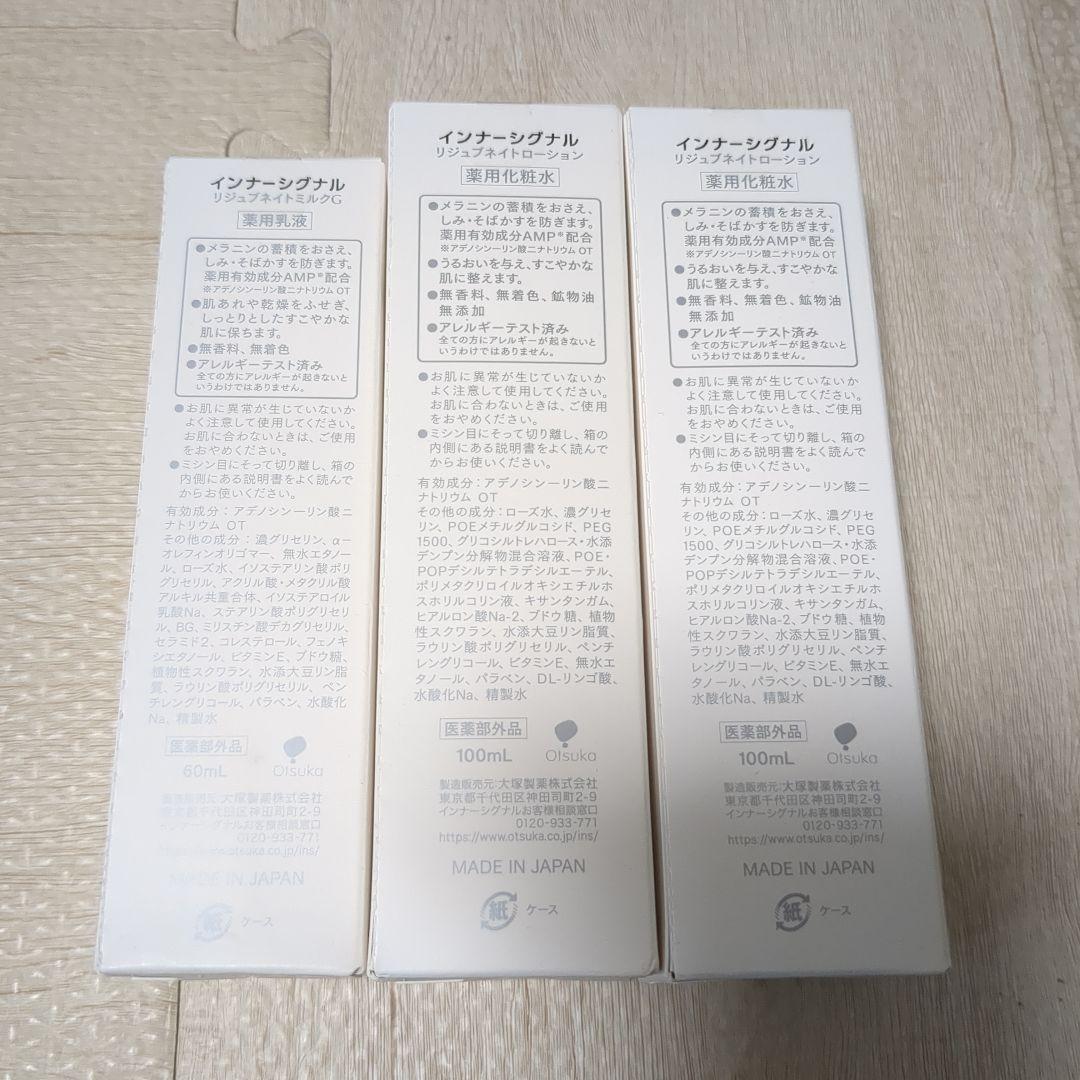 インナーシグナル
リジュブネイトミルクG
薬用乳液
●メラニンの蓄積をおさえ、
しみ・そばかすを防ぎます。
薬用有効成分AMP※配合
※アデノシン一リン酸二ナトリウム OT
●肌あれや乾燥をふせぎ、
しっとりとしたすこやかな
肌に保ちます。
●無香料、無着色
●アレルギーテスト済み
全ての方にアレルギーが起きないと
いうわけではありません。
●お肌に異常が生じていないか
よく注意して使用してください。
お肌に合わないときは、ご使用
をおやめください。
●ミシン目にそって切り離し、箱の
内側にある説明書をよく読んで
からお使いください。
有効成分：アデノシン一リン酸二
ナトリウム OT
その他の成分：濃グリセリン、α-
オレフィンオリゴマー、無水エタノー
ル、ローズ水、イソステアリン酸ポリ
グリセリル、アクリル酸・メタクリル酸
アルキル共重合体、イソステアロイル
乳酸Na、ステアリン酸ポリグリセリ
ル、BG、ミリスチン酸デカグリセリル、
セラミド2、コレステロール、フェノキ
シエタノール、ビタミンE、ブドウ糖、
植物性スクワラン、水添大豆リン脂
質、ラウリン酸ポリグリセリル、ペン
チレングリコール、パラベン、水酸化
Na、精製水
医薬部外品
60mL
Otsuka
製造販売元：大塚製薬株式会社
東京都千代田区神田司町2-9
インナーシグナルお客様相談窓口
0120-933-771
https://www.otsuka.co.jp/ins/
MADE IN JAPAN
紙 ケース
インナーシグナル
リジュブネイトローション
薬用化粧水
●メラニンの蓄積をおさえ、
しみ・そばかすを防ぎます。
薬用有効成分AMP※配合
※アデノシン一リン酸二ナトリウム OT
●うるおいを与え、すこやかな
肌に整えます。
●無香料、無着色、鉱物油
無添加
●アレルギーテスト済み
全ての方にアレルギーが起きないと
いうわけではありません。
●お肌に異常が生じていないか
よく注意して使用してください。
お肌に合わないときは、ご使用
をおやめください。
●ミシン目にそって切り離し、箱の
内側にある説明書をよく読んで
からお使いください。
有効成分：アデノシン一リン酸二
ナトリウム OT
その他の成分：ローズ水、濃グリセ
リン、POEメチルグルコシド、PEG
1500、グリコシルトレハロース・水添
デンプン分解物混合溶液、POE・
POPデシルテトラデシルエーテル、
ポリメタクリロイルオキシエチルホ
スホリルコリン液、キサンタンガム、
ヒアルロン酸Na-2、ブドウ糖、植物
性スクワラン、水添大豆リン脂質、
ラウリン酸ポリグリセリル、ペンチ
レングリコール、ビタミンE、無水エ
タノール、パラベン、DL-リンゴ酸、
水酸化Na、精製水
医薬部外品
100mL
Otsuka
製造販売元：大塚製薬株式会社
東京都千代田区神田司町2-9
インナーシグナルお客様相談窓口
0120-933-771
https://www.otsuka.co.jp/ins/
MADE IN JAPAN
紙 ケース
インナーシグナル
リジュブネイトローション
薬用化粧水
●メラニンの蓄積をおさえ、
しみ・そばかすを防ぎます。
薬用有効成分AMP※配合
※アデノシン一リン酸二ナトリウム OT
●うるおいを与え、すこやかな
肌に整えます。
●無香料、無着色、鉱物油
無添加
●アレルギーテスト済み
全ての方にアレルギーが起きないと
いうわけではありません。
●お肌に異常が生じていないか
よく注意して使用してください。
お肌に合わないときは、ご使用
をおやめください。
●ミシン目にそって切り離し、箱の
内側にある説明書をよく読んで
からお使いください。
有効成分：アデノシン一リン酸二
ナトリウム OT
その他の成分：ローズ水、濃グリセ
リン、POEメチルグルコシド、PEG
1500、グリコシルトレハロース・水添
デンプン分解物混合溶液、POE・
POPデシルテトラデシルエーテル、
ポリメタクリロイルオキシエチルホ
スホリルコリン液、キサンタンガム、
ヒアルロン酸Na-2、ブドウ糖、植物
性スクワラン、水添大豆リン脂質、
ラウリン酸ポリグリセリル、ペンチ
レングリコール、ビタミンE、無水エ
タノール、パラベン、DL-リンゴ酸、
水酸化Na、精製水
医薬部外品
100mL
Otsuka
製造販売元：大塚製薬株式会社
東京都千代田区神田司町2-9
インナーシグナルお客様相談窓口
0120-933-771
https://www.otsuka.co.jp/ins/
MADE IN JAPAN
紙 ケース